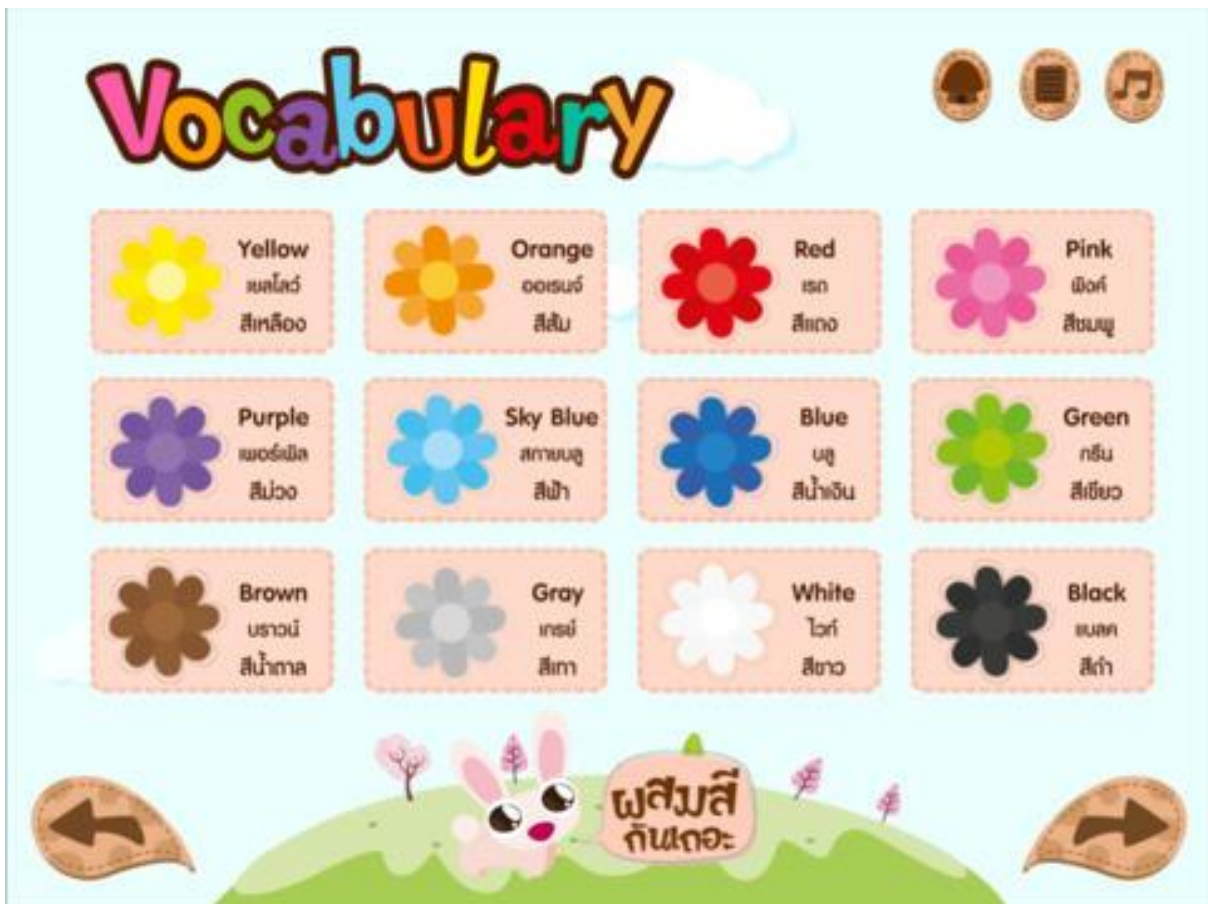 Vocabulary
Yellow
เยลโลว์
สีเหลือง
Orange
ออเรนจ์
สีส้ม
Red
เรด
สีแดง
Pink
พิงค์
สีชมพู
Purple
เพอร์เพิล
สีม่วง
Sky Blue
สกายบลู
สีฟ้า
Blue
บลู
สีน้ำเงิน
Green
กรีน
สีเขียว
Brown
บราวน์
สีน้ำตาล
Gray
เกรย์
สีเทา
White
ไวท์
สีขาว
Black
แบลค
สีดำ
ผสมสี
กันเถอะ